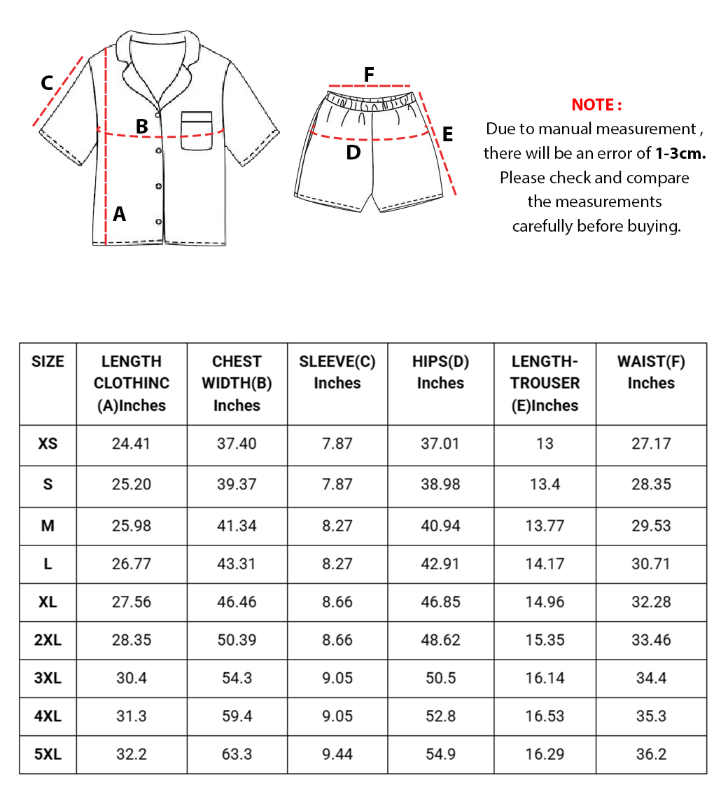 C
B
A
F
D
E
NOTE :
Due to manual measurement ,
there will be an error of 1-3cm.
Please check and compare
the measurements
carefully before buying.
SIZE LENGTH CLOTHINC (A)Inches CHEST WIDTH(B) Inches SLEEVE(C) Inches HIPS(D) Inches LENGTH-TROUSER (E)Inches WAIST(F) Inches
XS 24.41 37.40 7.87 37.01 13 27.17
S 25.20 39.37 7.87 38.98 13.4 28.35
M 25.98 41.34 8.27 40.94 13.77 29.53
L 26.77 43.31 8.27 42.91 14.17 30.71
XL 27.56 46.46 8.66 46.85 14.96 32.28
2XL 28.35 50.39 8.66 48.62 15.35 33.46
3XL 30.4 54.3 9.05 50.5 16.14 34.4
4XL 31.3 59.4 9.05 52.8 16.53 35.3
5XL 32.2 63.3 9.44 54.9 16.29 36.2